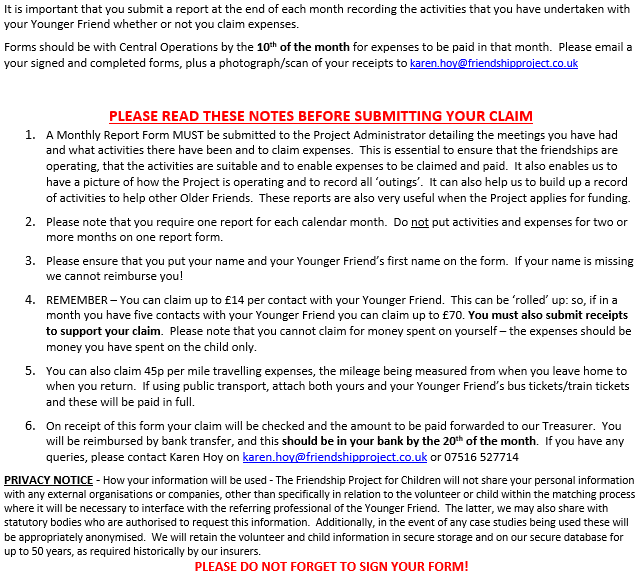 It is important that you submit a report at the end of each month recording the activities that you have undertaken with
your Younger Friend whether or not you claim expenses.
Forms should be with Central Operations by the 10th of the month for expenses to be paid in that month. Please email a
your signed and completed forms, plus a photograph/scan of your receipts to karen.hoy@friendshipproject.co.uk
PLEASE READ THESE NOTES BEFORE SUBMITTING YOUR CLAIM
1. A Monthly Report Form MUST be submitted to the Project Administrator detailing the meetings you have had
and what activities there have been and to claim expenses. This is essential to ensure that the friendships are
operating, that the activities are suitable and to enable expenses to be claimed and paid. It also enables us to
have a picture of how the Project is operating and to record all ‘outings’. It can also help us to build up a record
of activities to help other Older Friends. These reports are also very useful when the Project applies for funding.
2. Please note that you require one report for each calendar month. Do not put activities and expenses for two or
more months on one report form.
3. Please ensure that you put your name and your Younger Friend’s first name on the form. If your name is missing
we cannot reimburse you!
4. REMEMBER – You can claim up to £14 per contact with your Younger Friend. This can be ‘rolled’ up: so, if in a
month you have five contacts with your Younger Friend you can claim up to £70. You must also submit receipts
to support your claim. Please note that you cannot claim for money spent on yourself – the expenses should be
money you have spent on the child only.
5. You can also claim 45p per mile travelling expenses, the mileage being measured from when you leave home to
when you return. If using public transport, attach both yours and your Younger Friend’s bus tickets/train tickets
and these will be paid in full.
6. On receipt of this form your claim will be checked and the amount to be paid forwarded to our Treasurer. You
will be reimbursed by bank transfer, and this should be in your bank by the 20th of the month. If you have any
queries, please contact Karen Hoy on karen.hoy@friendshipproject.co.uk or 07516 527714
PRIVACY NOTICE - How your information will be used - The Friendship Project for Children will not share your personal information
with any external organisations or companies, other than specifically in relation to the volunteer or child within the matching process
where it will be necessary to interface with the referring professional of the Younger Friend. The latter, we may also share with
statutory bodies who are authorised to request this information. Additionally, in the event of any case studies being used these will
be appropriately anonymised. We will retain the volunteer and child information in secure storage and on our secure database for
up to 50 years, as required historically by our insurers.
PLEASE DO NOT FORGET TO SIGN YOUR FORM!